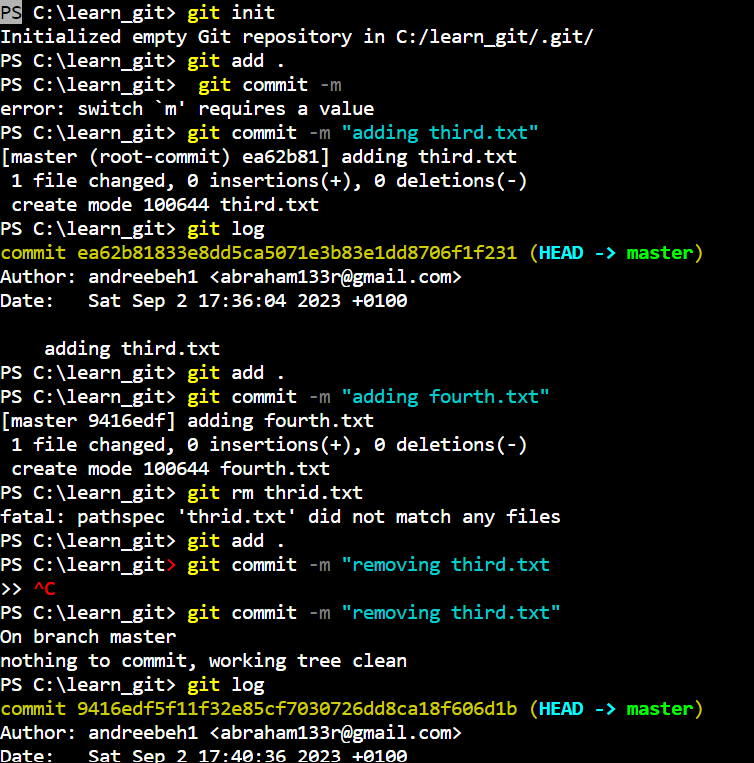 PS C:\learn_git> git init
Initialized empty Git repository in C:/learn_git/.git/
PS C:\learn_git> git add .
PS C:\learn_git>  git commit -m
error: switch `m' requires a value
PS C:\learn_git> git commit -m "adding third.txt"
[master (root-commit) ea62b81] adding third.txt
 1 file changed, 0 insertions(+), 0 deletions(-)
 create mode 100644 third.txt
PS C:\learn_git> git log
commit ea62b81833e8dd5ca5071e3b83e1dd8706f1f231 (HEAD -> master)
Author: andreebeh1 <abraham133r@gmail.com>
Date:   Sat Sep 2 17:36:04 2023 +0100

    adding third.txt
PS C:\learn_git> git add .
PS C:\learn_git> git commit -m "adding fourth.txt"
[master 9416edf] adding fourth.txt
 1 file changed, 0 insertions(+), 0 deletions(-)
 create mode 100644 fourth.txt
PS C:\learn_git> git rm thrid.txt
fatal: pathspec 'thrid.txt' did not match any files
PS C:\learn_git> git add .
PS C:\learn_git> git commit -m "removing third.txt
>> ^C
PS C:\learn_git> git commit -m "removing third.txt"
On branch master
nothing to commit, working tree clean
PS C:\learn_git> git log
commit 9416edf5f11f32e85cf7030726dd8ca18f606d1b (HEAD -> master)
Author: andreebeh1 <abraham133r@gmail.com>
Date:   Sat Sep 2 17:40:36 2023 +0100